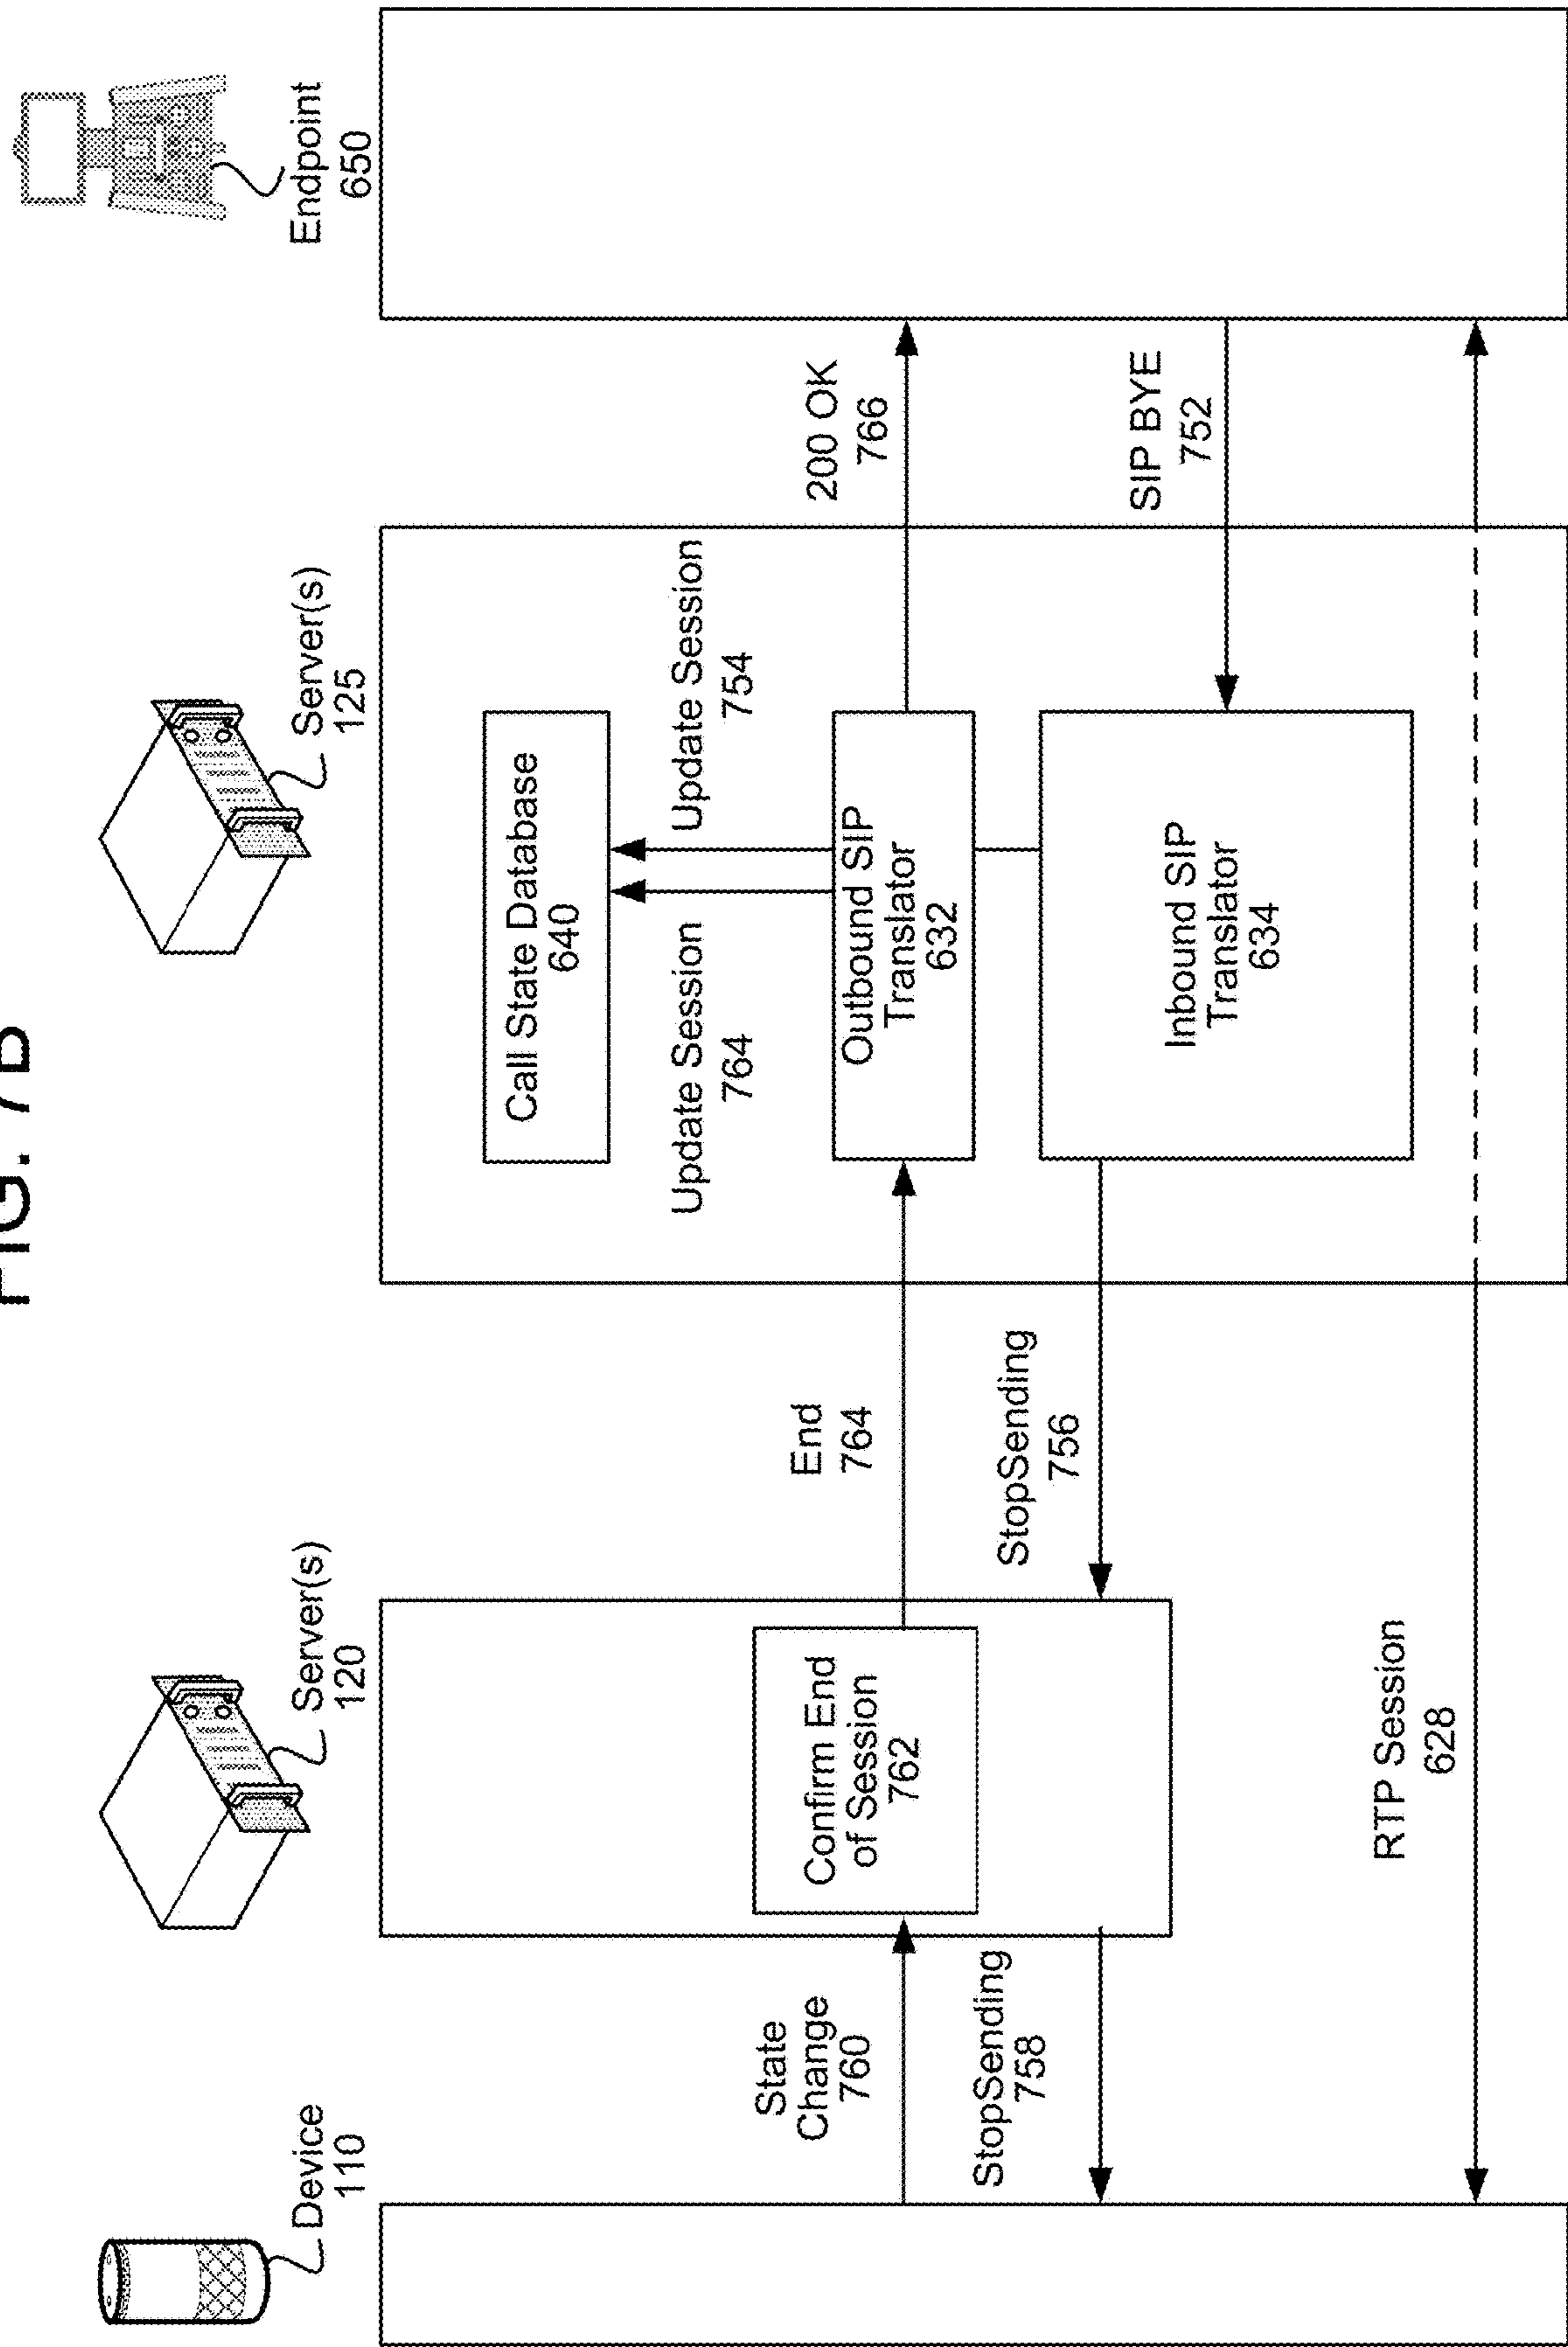 FIG. 7B
Device
110
Server(s)
120
Server(s)
125
Endpoint
650
Call State Database
640
Update Session
764
Update Session
754
State
Change
760
Confirm End
of Session
762
End
764
Outbound SIP
Translator
632
200 OK
766
StopSending
758
StopSending
756
Inbound SIP
Translator
634
SIP BYE
752
RTP Session
628